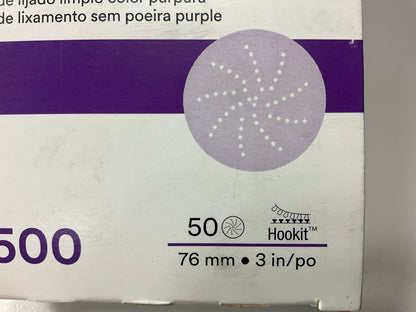 de lijado limpio color púrpura
de lixamento sem poeira purple
500
50
Hookit™
76 mm • 3 in/po